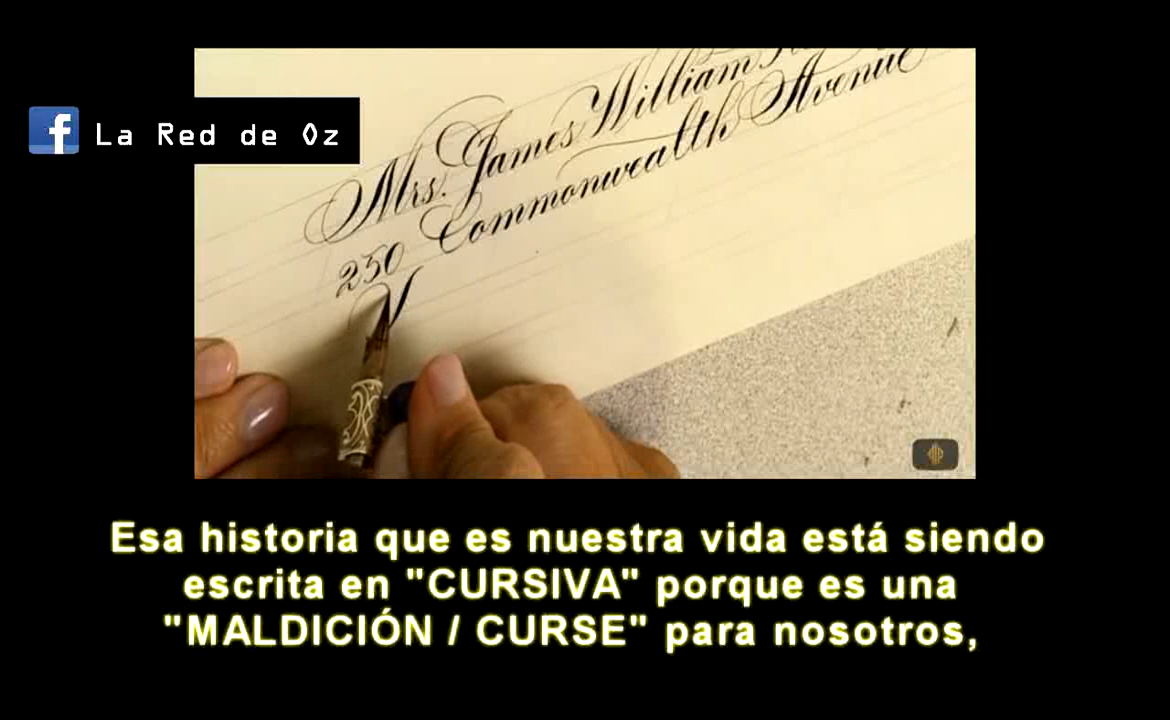 La Red de Oz
Mrs. James William
250 Commonwealth Avenue
N
Esa historia que es nuestra vida está siendo
escrita en "CURSIVA" porque es una
"MALDICIÓN / CURSE" para nosotros,